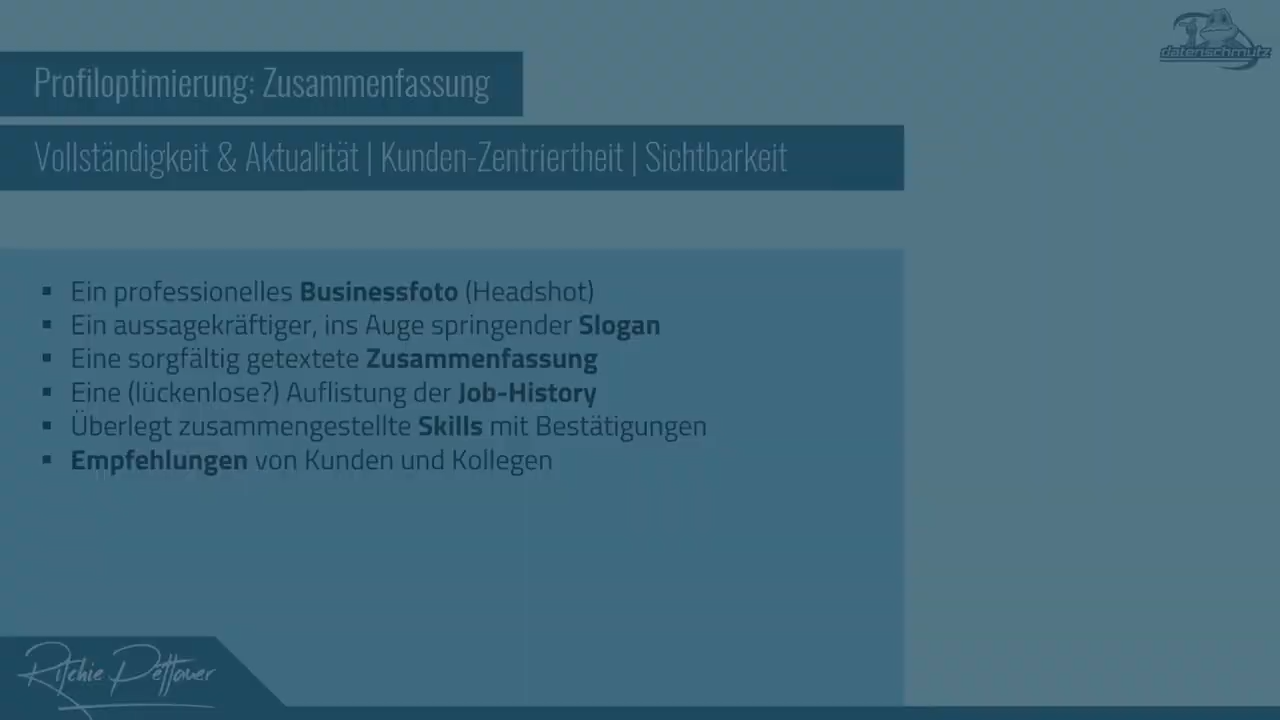 datenschmutz
Profiloptimierung: Zusammenfassung
Vollständigkeit & Aktualität | Kunden-Zentriertheit | Sichtbarkeit
▪ Ein professionelles Businessfoto (Headshot)
▪ Ein aussagekräftiger, ins Auge springender Slogan
▪ Eine sorgfältig getextete Zusammenfassung
▪ Eine (lückenlose?) Auflistung der Job-History
▪ Überlegt zusammengestellte Skills mit Bestätigungen
▪ Empfehlungen von Kunden und Kollegen
Ritchie Pettauer